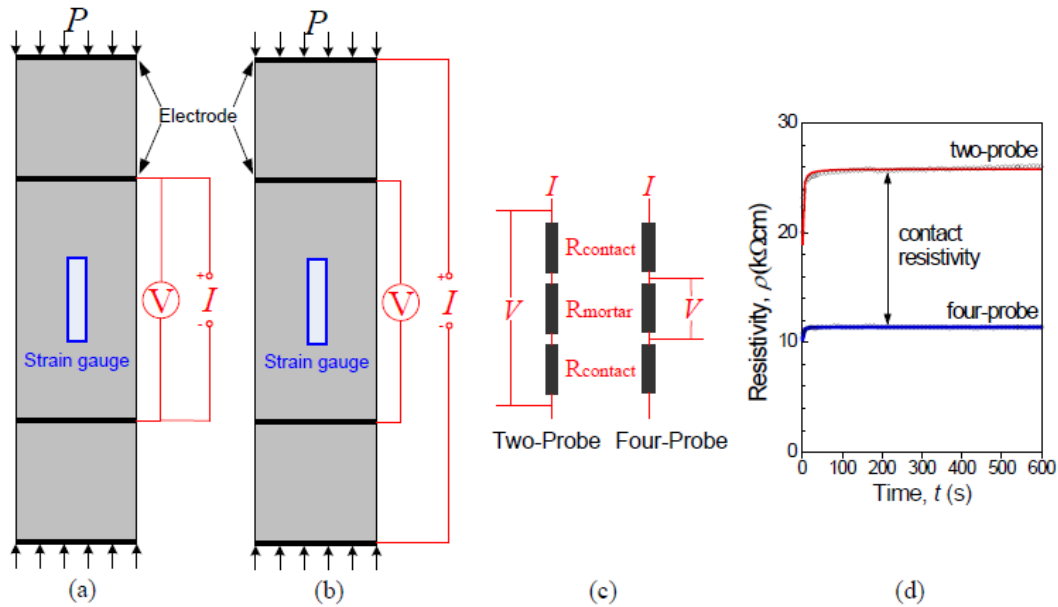 P
Electrode
V
+
-
I
Strain gauge
(a)
P
V
+
-
I
Strain gauge
(b)
I I
Rcontact
V Rmortar V
Rcontact
Two-Probe Four-Probe
(c)
30
20
10
0
Resistivity, ρ(kΩcm)
two-probe
contact
resistivity
four-probe
0 100 200 300 400 500 600
Time, t (s)
(d)